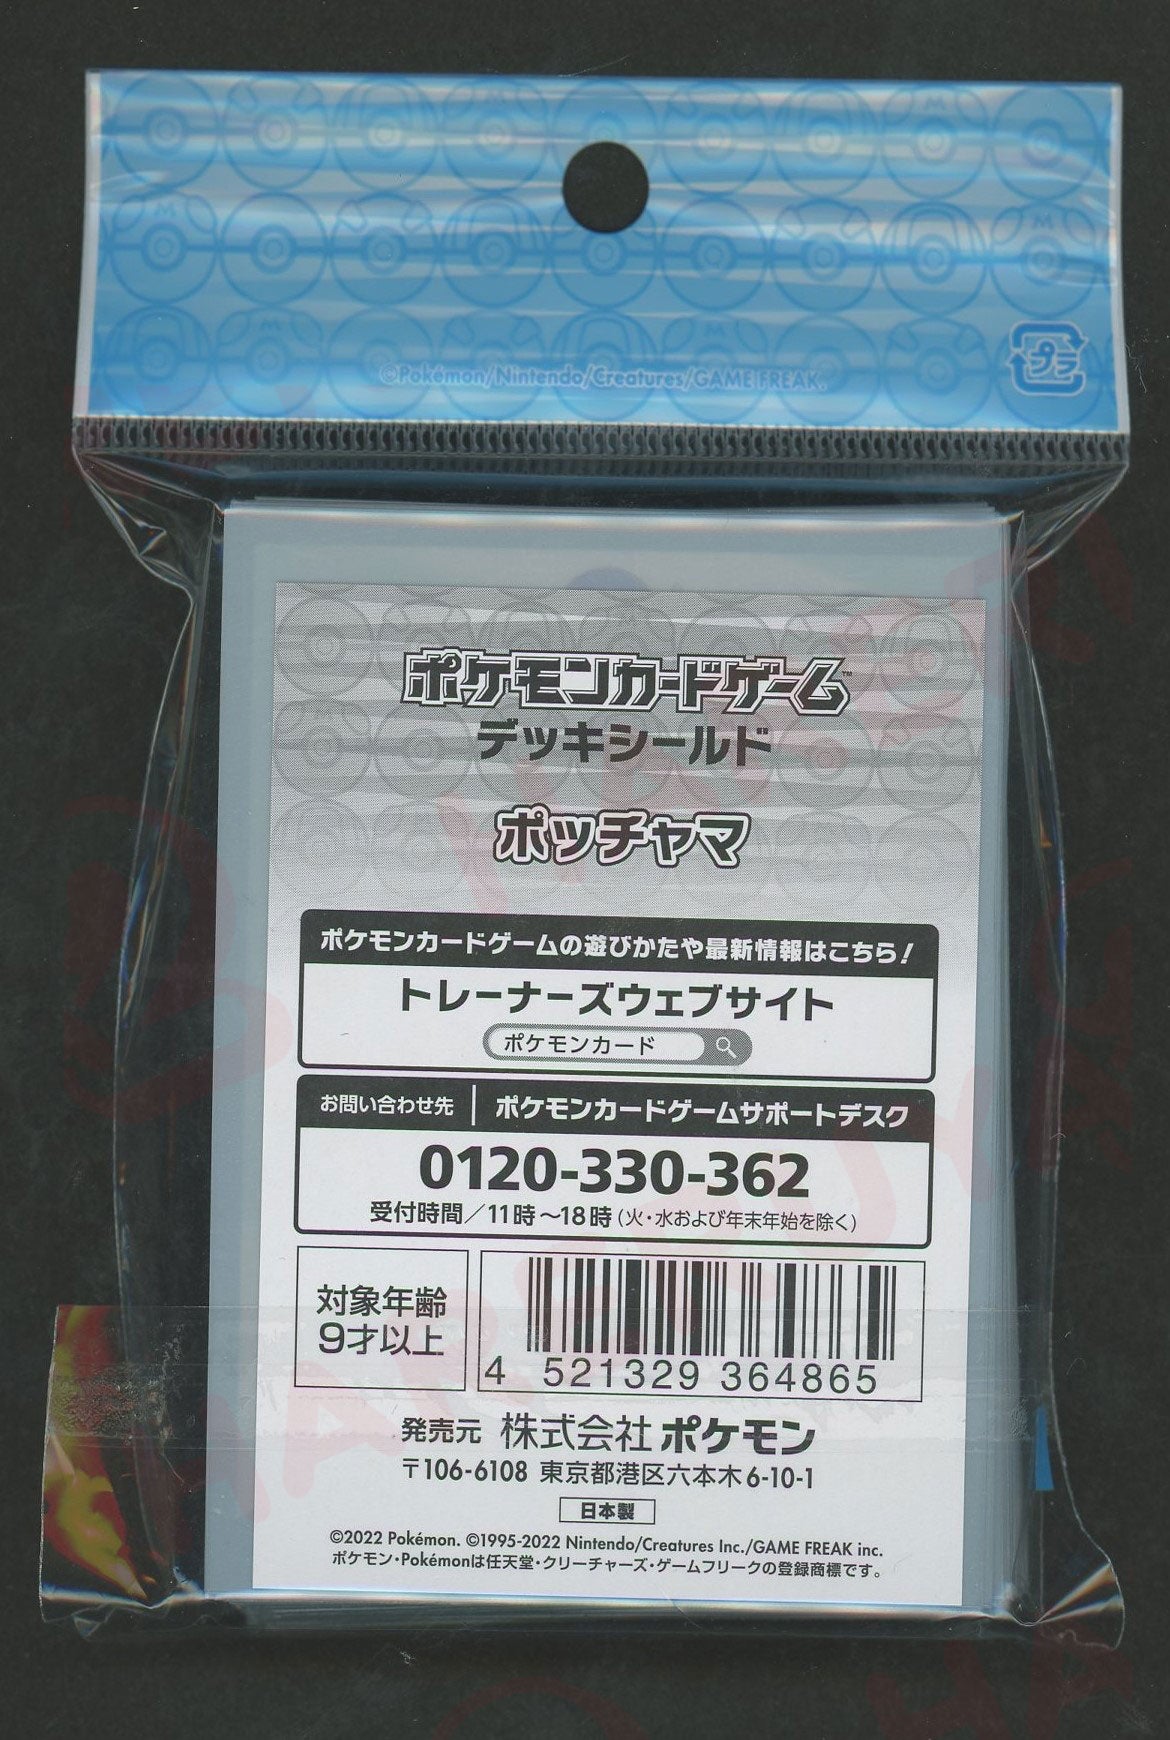 ©Pokémon/Nintendo/Creatures/GAME FREAK.
プラ
ポケモンカードゲーム™
デッキシールド
ポッチャマ
ポケモンカードゲームの遊びかたや最新情報はこちら!
トレーナーズウェブサイト
ポケモンカード
お問い合わせ先 ポケモンカードゲームサポートデスク
0120-330-362
受付時間/11時~18時(火・水および年末年始を除く)
対象年齢
9才以上
4 521329 364865
発売元 株式会社ポケモン
〒106-6108 東京都港区六本木6-10-1
日本製
©2022 Pokémon. ©1995-2022 Nintendo/Creatures Inc./GAME FREAK inc.
ポケモン・Pokémonは任天堂・クリーチャーズ・ゲームフリークの登録商標です。